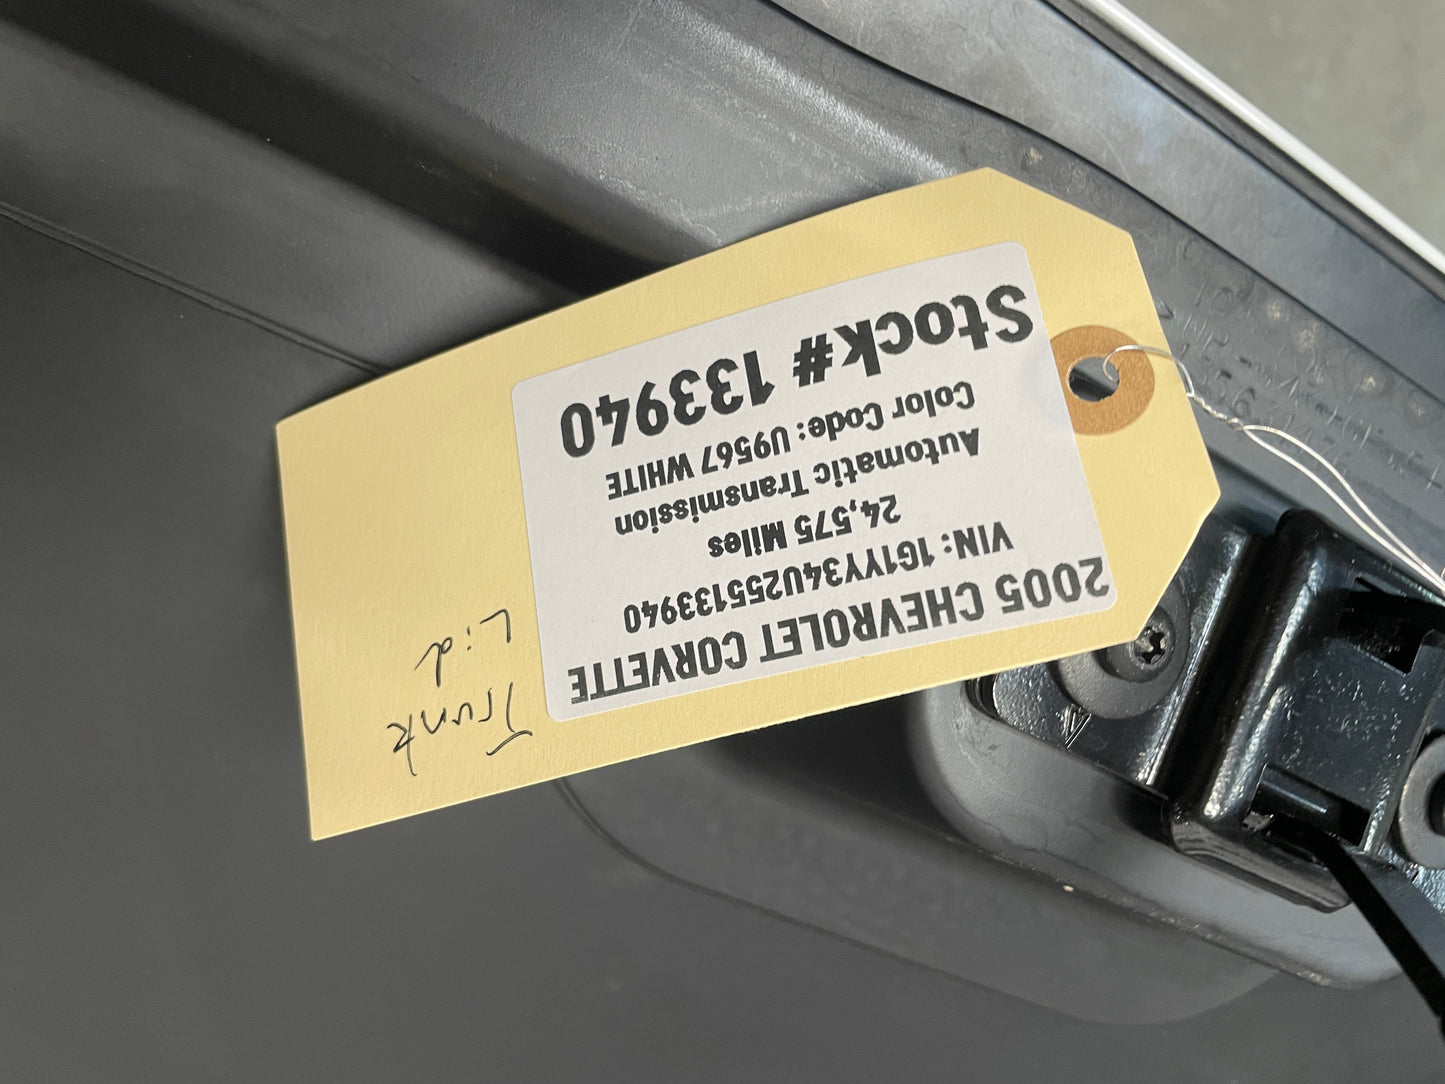 2005 CHEVROLET CORVETTE
VIN: 1G1YY34U255133940
24,575 Miles
Automatic Transmission
Color Code: U9567 WHITE
Stock# 133940
Trunk
Lid